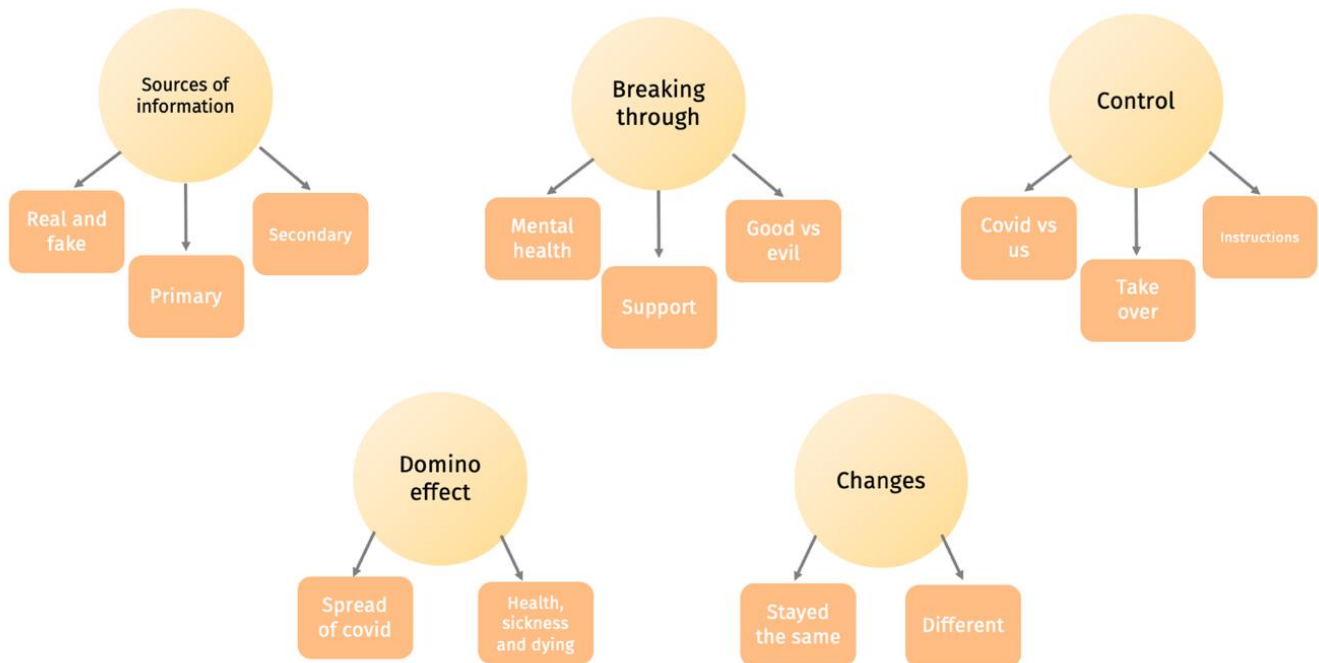 Sources of
information
Real and
fake
Primary
Secondary
Breaking
through
Mental
health
Support
Good vs
evil
Control
Covid vs
us
Take
over
Instructions
Domino
effect
Spread
of covid
Health,
sickness
and dying
Changes
Stayed
the same
Different